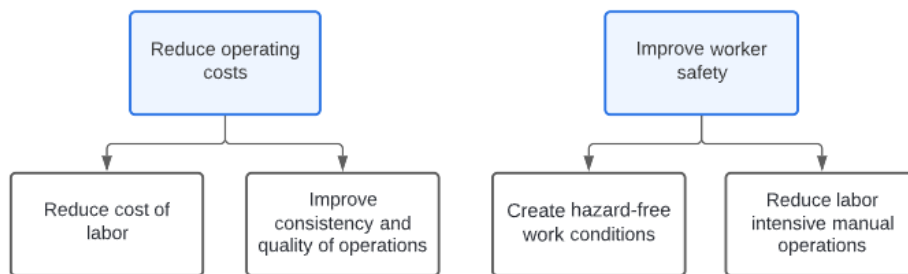 Reduce operating
costs
Improve worker
safety
Reduce cost of
labor
Improve
consistency and
quality of operations
Create hazard-free
work conditions
Reduce labor
intensive manual
operations